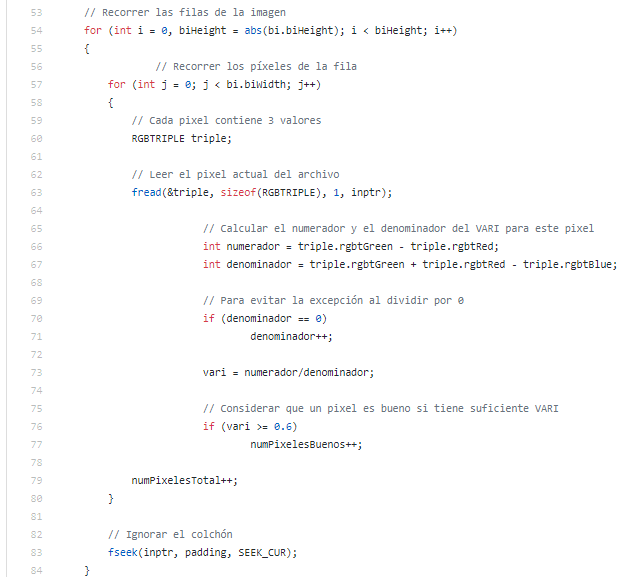 53 // Recorrer las filas de la imagen
54 for (int i = 0, biHeight = abs(bi.biHeight); i < biHeight; i++)
55 {
56 // Recorrer los píxeles de la fila
57 for (int j = 0; j < bi.biWidth; j++)
58 {
59 // Cada pixel contiene 3 valores
60 RGBTRIPLE triple;
61
62 // Leer el pixel actual del archivo
63 fread(&triple, sizeof(RGBTRIPLE), 1, inptr);
64
65 // Calcular el numerador y el denominador del VARI para este pixel
66 int numerador = triple.rgbtGreen - triple.rgbtRed;
67 int denominador = triple.rgbtGreen + triple.rgbtRed - triple.rgbtBlue;
68
69 // Para evitar la excepción al dividir por 0
70 if (denominador == 0)
71 denominador++;
72
73 vari = numerador/denominador;
74
75 // Considerar que un pixel es bueno si tiene suficiente VARI
76 if (vari >= 0.6)
77 numPixelesBuenos++;
78
79 numPixelesTotal++;
80 }
81
82 // Ignorar el colchón
83 fseek(inptr, padding, SEEK_CUR);
84 }